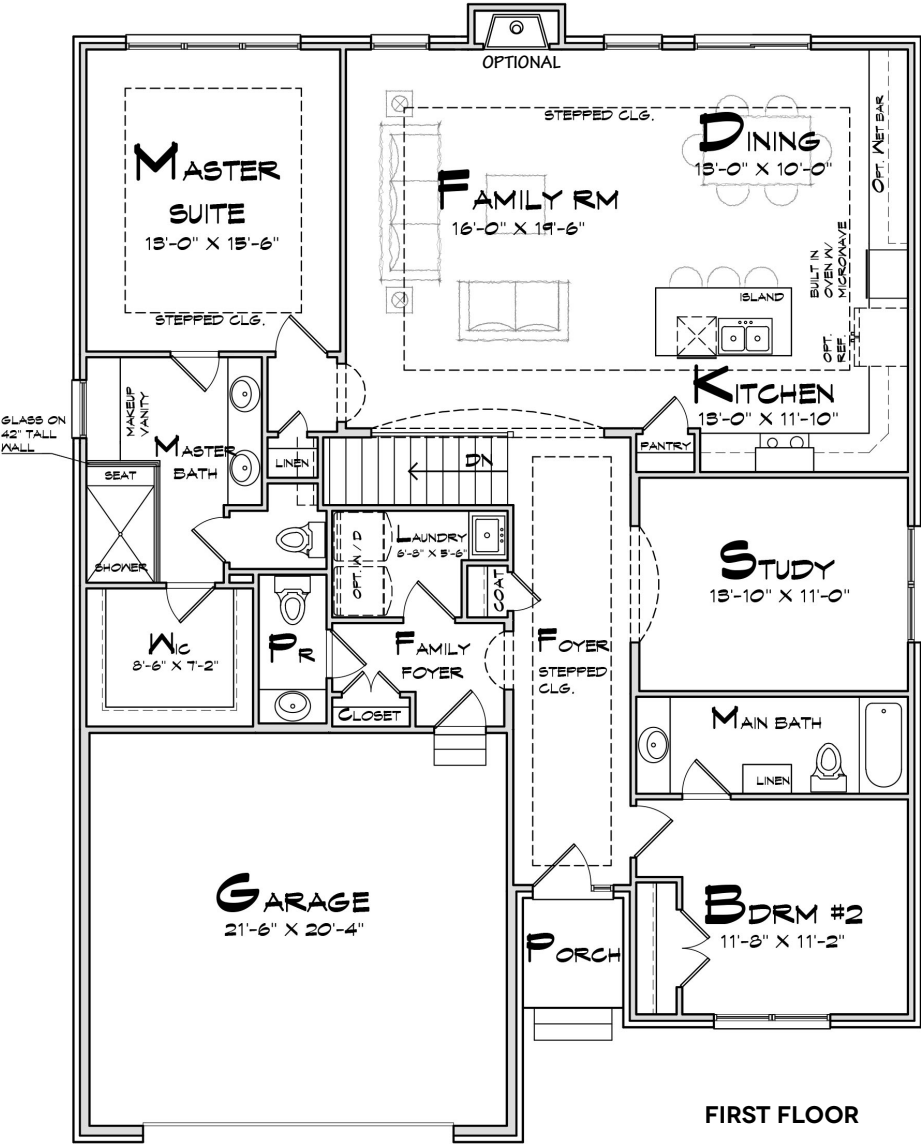 OPTIONAL
STEPPED CLG.
DINING
13'-0" X 10'-0"
OPT. WET BAR
MASTER
SUITE
13'-0" X 15'-6"
STEPPED CLG.
FAMILY RM
16'-0" X 19'-6"
BUILT IN
OVEN W/
MICROWAVE
ISLAND
OPT.
REF.
KITCHEN
13'-0" X 11'-10"
PANTRY
GLASS ON
42" TALL
WALL
MAKEUP
VANITY
MASTER
BATH
LINEN
DN
SEAT
SHOWER
OPT. W / D
LAUNDRY
6'-8" X 5'-6"
COAT
STUDY
13'-10" X 11'-0"
WIC
8'-6" X 7'-2"
PR
FAMILY
FOYER
CLOSET
FOYER
STEPPED
CLG.
MAIN BATH
LINEN
GARAGE
21'-6" X 20'-4"
PORCH
BDRM #2
11'-8" X 11'-2"
FIRST FLOOR